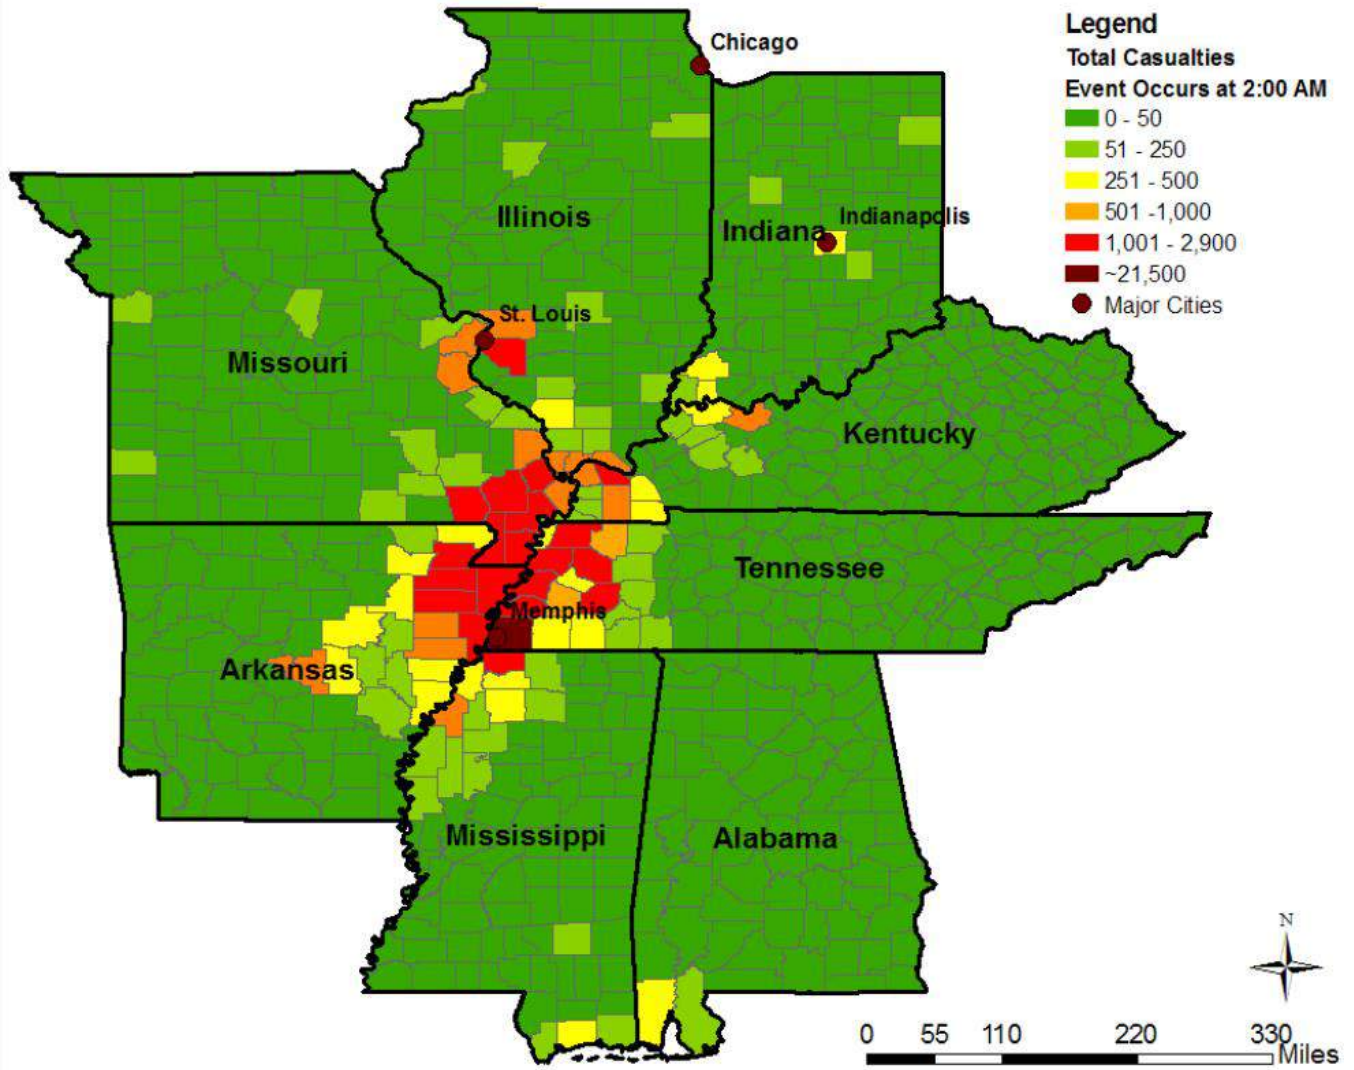 Legend
Total Casualties
Event Occurs at 2:00 AM
0 - 50
51 - 250
251 - 500
501 -1,000
1,001 - 2,900
~21,500
Major Cities
Chicago
Illinois
Indiana
Indianapolis
St. Louis
Missouri
Kentucky
Tennessee
Memphis
Arkansas
Mississippi
Alabama
N
0 55 110 220 330
Miles